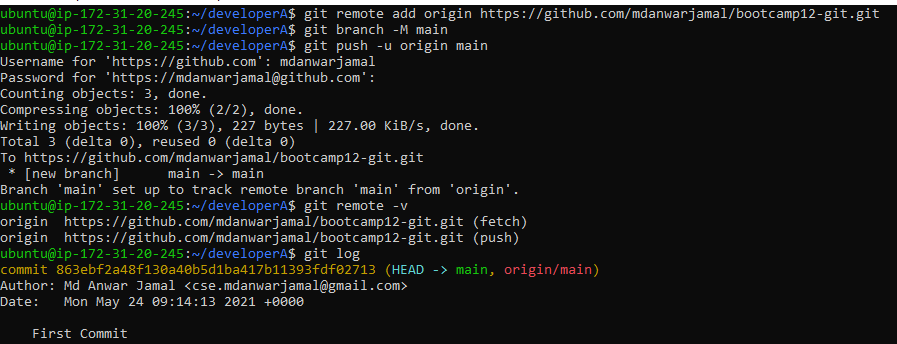 ubuntu@ip-172-31-20-245:~/developerA$ git remote add origin https://github.com/mdanwarjamal/bootcamp12-git.git
ubuntu@ip-172-31-20-245:~/developerA$ git branch -M main
ubuntu@ip-172-31-20-245:~/developerA$ git push -u origin main
Username for 'https://github.com': mdanwarjamal
Password for 'https://mdanwarjamal@github.com':
Counting objects: 3, done.
Compressing objects: 100% (2/2), done.
Writing objects: 100% (3/3), 227 bytes | 227.00 KiB/s, done.
Total 3 (delta 0), reused 0 (delta 0)
To https://github.com/mdanwarjamal/bootcamp12-git.git
 * [new branch]      main -> main
Branch 'main' set up to track remote branch 'main' from 'origin'.
ubuntu@ip-172-31-20-245:~/developerA$ git remote -v
origin  https://github.com/mdanwarjamal/bootcamp12-git.git (fetch)
origin  https://github.com/mdanwarjamal/bootcamp12-git.git (push)
ubuntu@ip-172-31-20-245:~/developerA$ git log
commit 863ebf2a48f130a40b5d1ba417b11393fdf02713 (HEAD -> main, origin/main)
Author: Md Anwar Jamal <cse.mdanwarjamal@gmail.com>
Date:   Mon May 24 09:14:13 2021 +0000
    First Commit